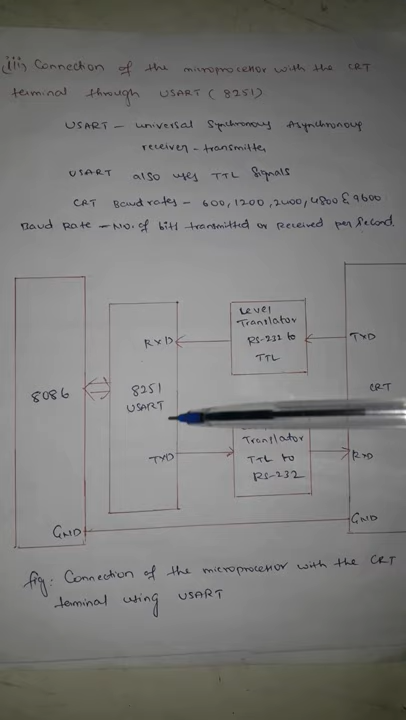 (iii) Connection of the microprocessor with the CRT
terminal through USART (8251)
USART - universal synchronous Asynchronous
receiver - transmitter
USART also uses TTL signals
CRT Baud rates - 600, 1200, 2400, 4800 & 9600
Baud Rate - No. of bits transmitted or Received per second.
8086
GND
RXD
8251
USART
TXD
Level
Translator
RS-232 to
TTL
Translator
TTL to
RS-232
TXD
CRT
RXD
GND
fig: Connection of the microprocessor with the CRT
terminal using USART